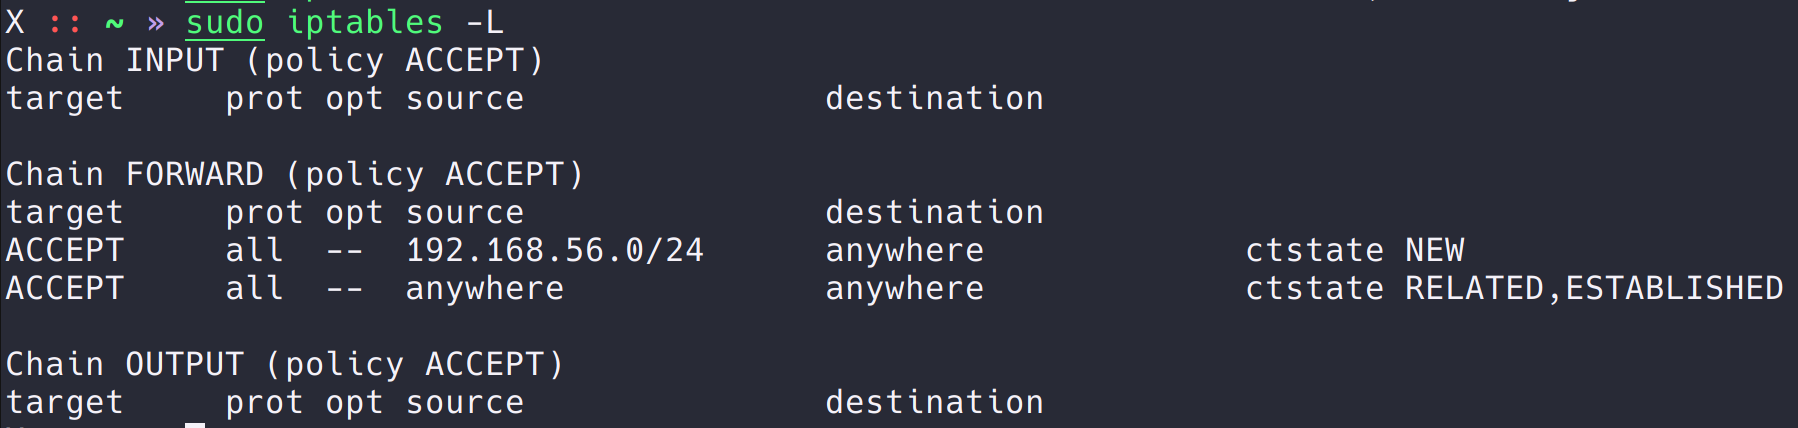 X :: ~ » sudo iptables -L
Chain INPUT (policy ACCEPT)
target     prot opt source               destination

Chain FORWARD (policy ACCEPT)
target     prot opt source               destination
ACCEPT     all  --  192.168.56.0/24      anywhere             ctstate NEW
ACCEPT     all  --  anywhere             anywhere             ctstate RELATED,ESTABLISHED

Chain OUTPUT (policy ACCEPT)
target     prot opt source               destination